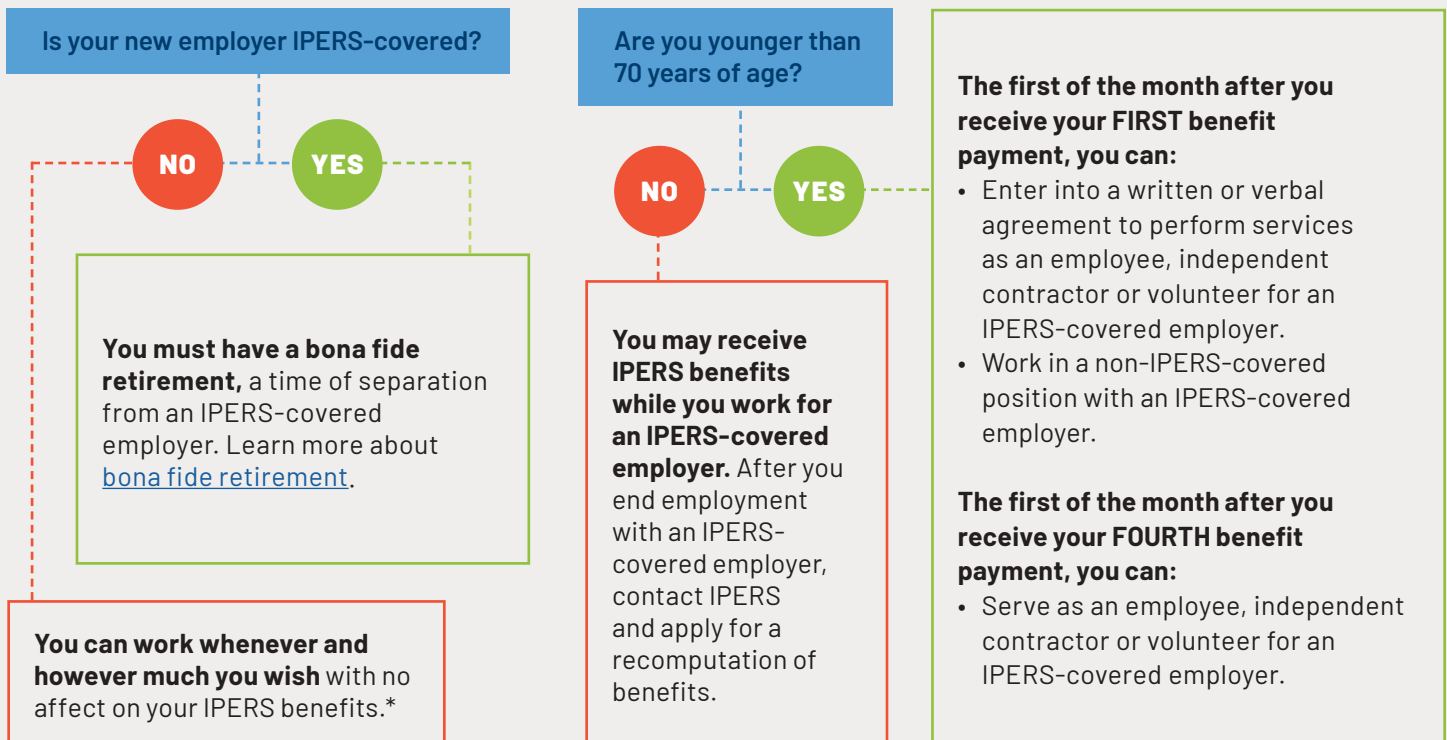 Is your new employer IPERS-covered?
NO
YES
You must have a bona fide
retirement, a time of separation
from an IPERS-covered
employer. Learn more about
bona fide retirement.
You can work whenever and
however much you wish with no
affect on your IPERS benefits.*
Are you younger than
70 years of age?
NO
YES
You may receive
IPERS benefits
while you work for
an IPERS-covered
employer. After you
end employment
with an IPERS-
covered employer,
contact IPERS
and apply for a
recomputation of
benefits.
The first of the month after you
receive your FIRST benefit
payment, you can:
• Enter into a written or verbal
agreement to perform services
as an employee, independent
contractor or volunteer for an
IPERS-covered employer.
• Work in a non-IPERS-covered
position with an IPERS-covered
employer.
The first of the month after you
receive your FOURTH benefit
payment, you can:
• Serve as an employee, independent
contractor or volunteer for an
IPERS-covered employer.